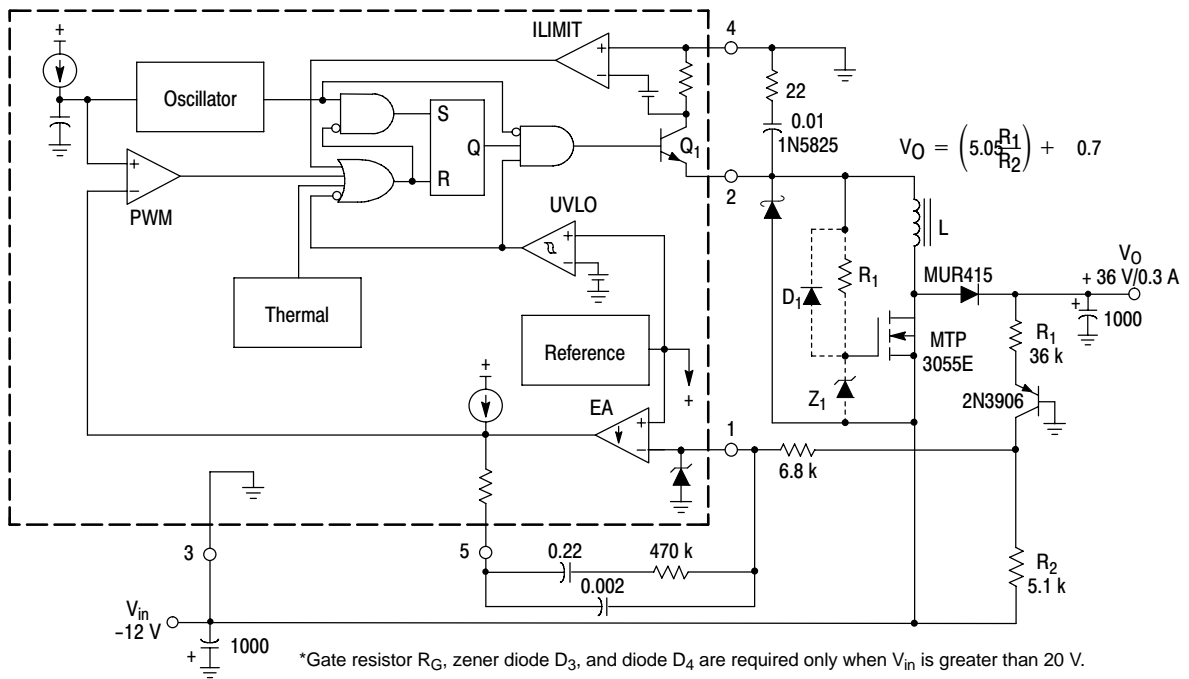 ILIMIT
4
+
+
−
Oscillator
22
0.01
1N5825
S
Q
R
Q1
VO = (5.05 R1/R2) + 0.7
+
−
PWM
2
UVLO
+
−
L
VO
+ 36 V/0.3 A
MUR415
D1
R1
1000
+
Thermal
Reference
MTP
3055E
R1
36 k
+
+
Z1
2N3906
EA
+
−
1
6.8 k
3
5
0.22
470 k
0.002
R2
5.1 k
Vin
−12 V
+
1000
*Gate resistor RG, zener diode D3, and diode D4 are required only when Vin is greater than 20 V.